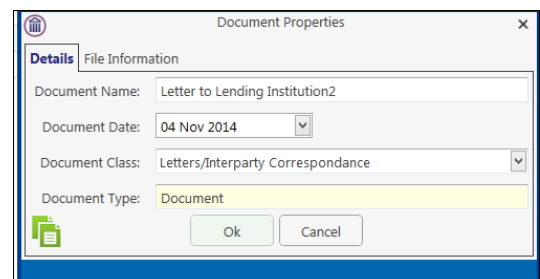 Document Properties
Details File Information
Document Name: Letter to Lending Institution2
Document Date: 04 Nov 2014
Document Class: Letters/Interparty Correspondance
Document Type: Document
Ok Cancel